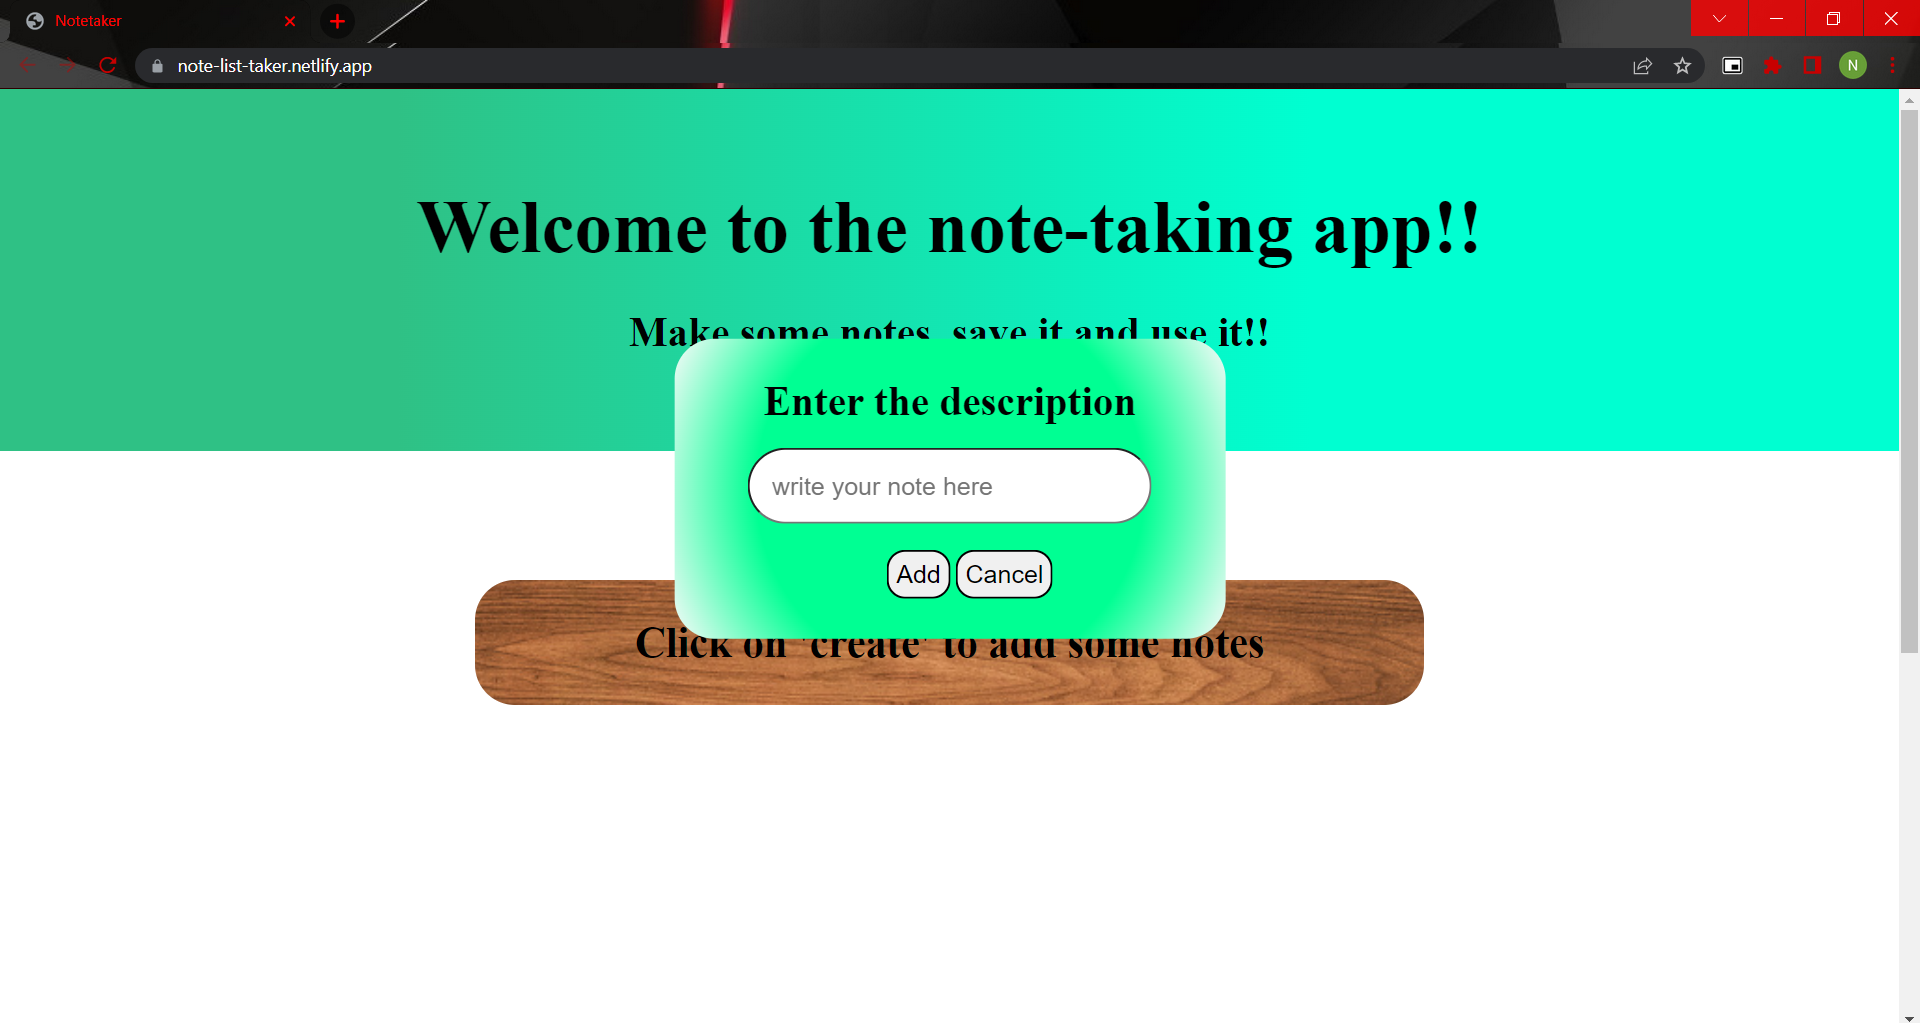 Notetaker
note-list-taker.netlify.app
N
Welcome to the note-taking app!!
Make some notes, save it and use it!!
Enter the description
write your note here
Add Cancel
Click on 'create' to add some notes